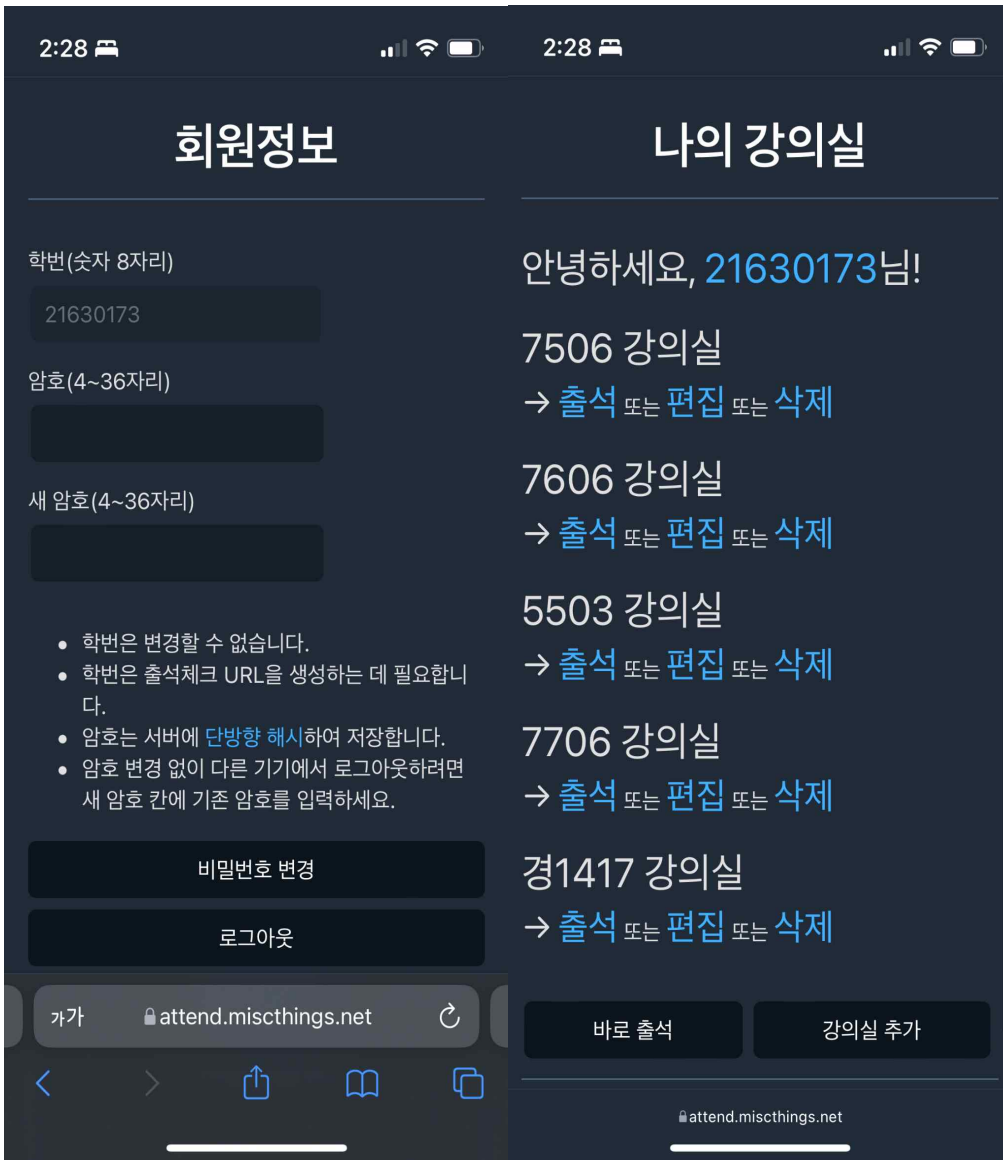 2:28
회원정보
학번(숫자 8자리)
21630173
암호(4~36자리)
새 암호(4~36자리)
• 학번은 변경할 수 없습니다.
• 학번은 출석체크 URL을 생성하는 데 필요합니
다.
• 암호는 서버에 단방향 해시하여 저장합니다.
• 암호 변경 없이 다른 기기에서 로그아웃하려면
새 암호 칸에 기존 암호를 입력하세요.
비밀번호 변경
로그아웃
가가 attend.miscthings.net
2:28
나의 강의실
안녕하세요, 21630173님!
7506 강의실
→ 출석 또는 편집 또는 삭제
7606 강의실
→ 출석 또는 편집 또는 삭제
5503 강의실
→ 출석 또는 편집 또는 삭제
7706 강의실
→ 출석 또는 편집 또는 삭제
경1417 강의실
→ 출석 또는 편집 또는 삭제
바로 출석 강의실 추가
attend.miscthings.net